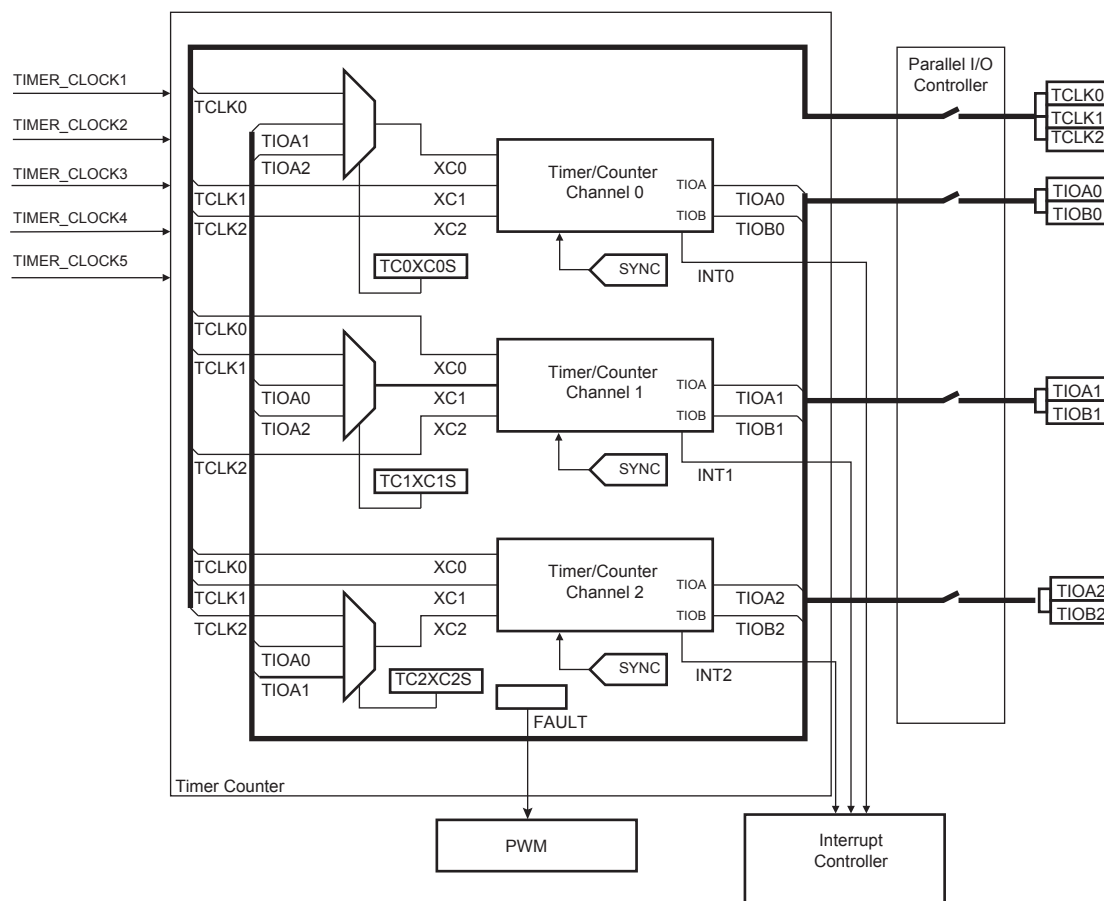 TIMER_CLOCK1
TIMER_CLOCK2
TIMER_CLOCK3
TIMER_CLOCK4
TIMER_CLOCK5
TCLK0
TIOA1
TIOA2
TCLK1
TCLK2
XC0
XC1
XC2
TC0XC0S
Timer/Counter
Channel 0
TIOA
TIOB
TIOA0
TIOB0
SYNC
INT0
TCLK0
TCLK1
TIOA0
TIOA2
TCLK2
XC0
XC1
XC2
TC1XC1S
Timer/Counter
Channel 1
TIOA
TIOB
TIOA1
TIOB1
SYNC
INT1
TCLK0
TCLK1
TCLK2
TIOA0
TIOA1
XC0
XC1
XC2
TC2XC2S
Timer/Counter
Channel 2
TIOA
TIOB
TIOA2
TIOB2
SYNC
INT2
FAULT
Timer Counter
PWM
Interrupt
Controller
Parallel I/O
Controller
TCLK0
TCLK1
TCLK2
TIOA0
TIOB0
TIOA1
TIOB1
TIOA2
TIOB2